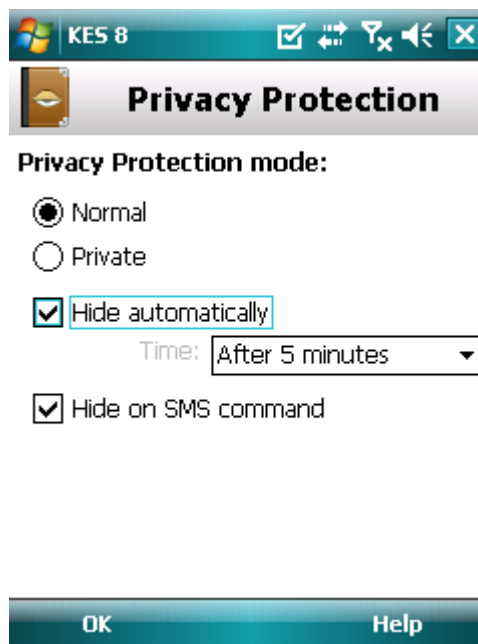 KES 8
Privacy Protection
Privacy Protection mode:
Normal
Private
Hide automatically
Time: After 5 minutes
Hide on SMS command
OK Help